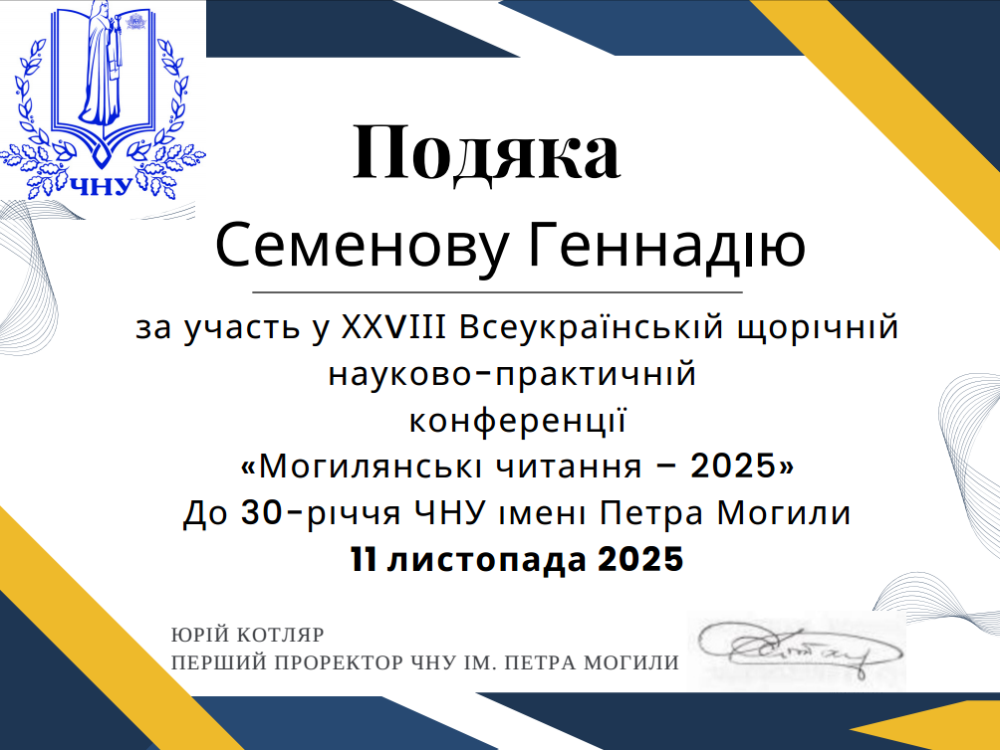 ЧНУ
Подяка
Семенову Геннадію
за участь у XXVIII Всеукраїнській щорічній
науково-практичній
конференції
«Могилянські читання – 2025»
До 30-річчя ЧНУ імені Петра Могили
11 листопада 2025
ЮРІЙ КОТЛЯР
ПЕРШИЙ ПРОРЕКТОР ЧНУ ІМ. ПЕТРА МОГИЛИ